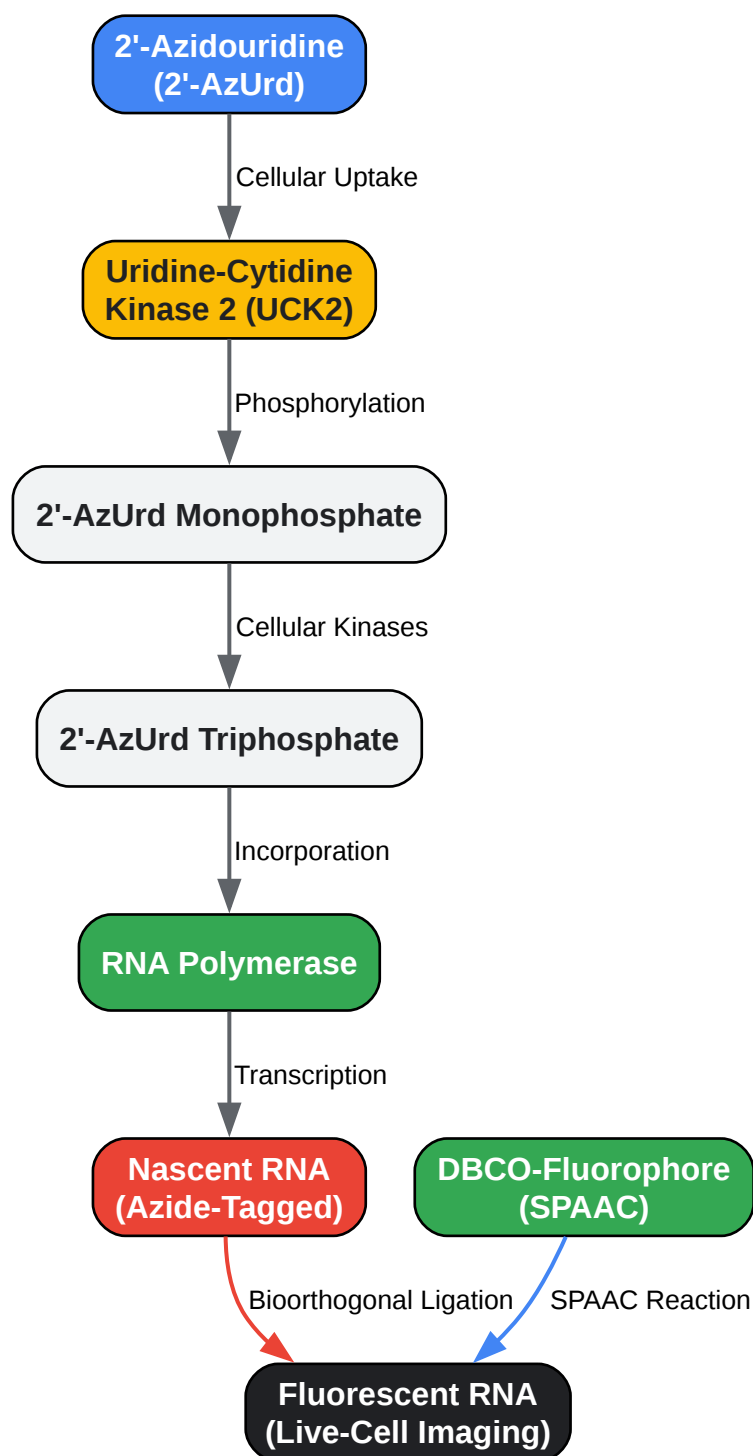 2'-Azidouridine
(2'-AzUrd)
Cellular Uptake
Uridine-Cytidine
Kinase 2 (UCK2)
Phosphorylation
2'-AzUrd Monophosphate
Cellular Kinases
2'-AzUrd Triphosphate
Incorporation
RNA Polymerase
Transcription
Nascent RNA
(Azide-Tagged)
DBCO-Fluorophore
(SPAAC)
Bioorthogonal Ligation
SPAAC Reaction
Fluorescent RNA
(Live-Cell Imaging)